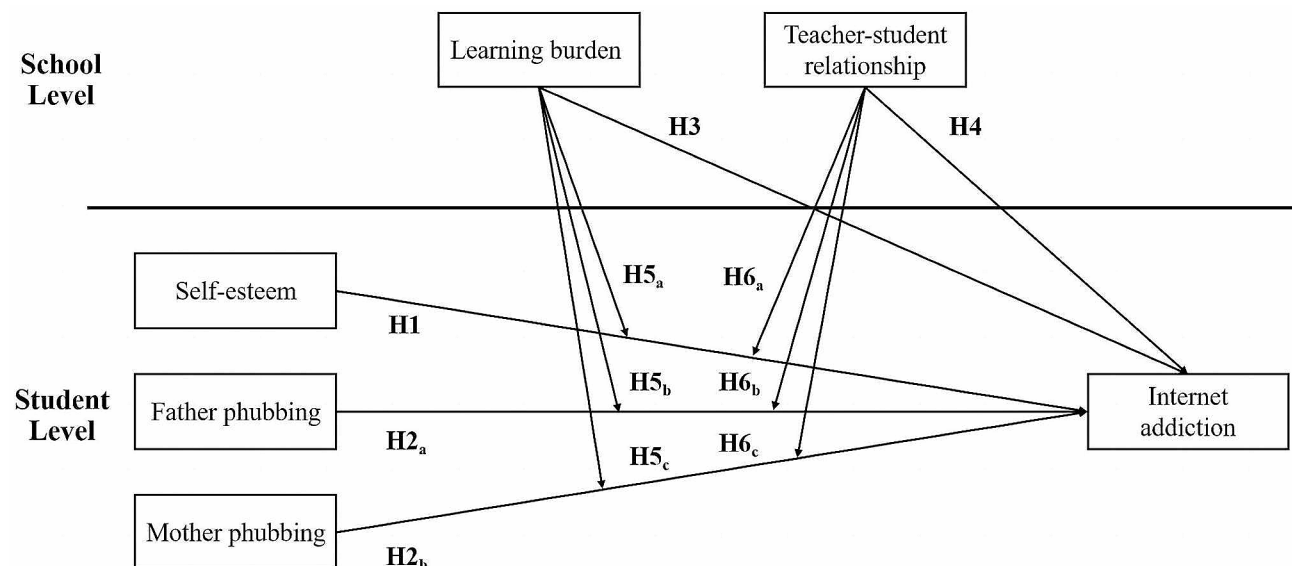 School
Level
Learning burden
Teacher-student
relationship
H3
H4
Self-esteem
H5a
H6a
H1
Student
Level
Father phubbing
H5b
H6b
Internet
addiction
H2a
H5c
H6c
Mother phubbing
H2b